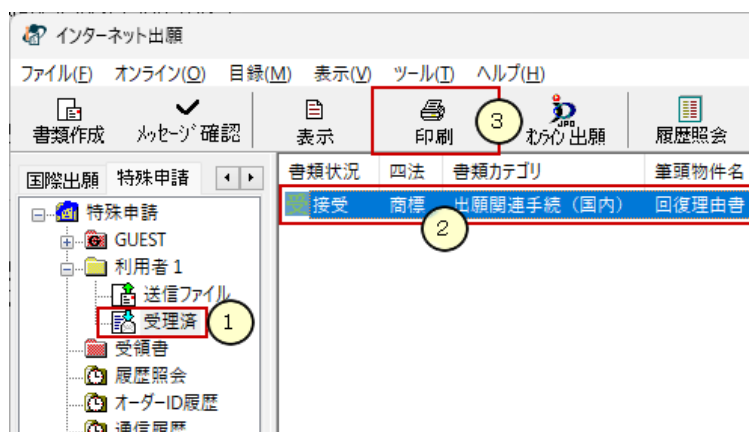 インターネット出願
ファイル(F) オンライン(O) 目録(M) 表示(V) ツール(T) ヘルプ(H)
書類作成 メッセージ確認 表示 印刷 3 オンライン出願 履歴照会
国際出願 特殊申請
書類状況 四法 書類カテゴリ 筆頭物件名
受 接受 商標 出願関連手続（国内） 回復理由書
2
特殊申請
GUEST
利用者１
送信ファイル
受理済 1
受領書
履歴照会
オーダーID履歴
通信履歴